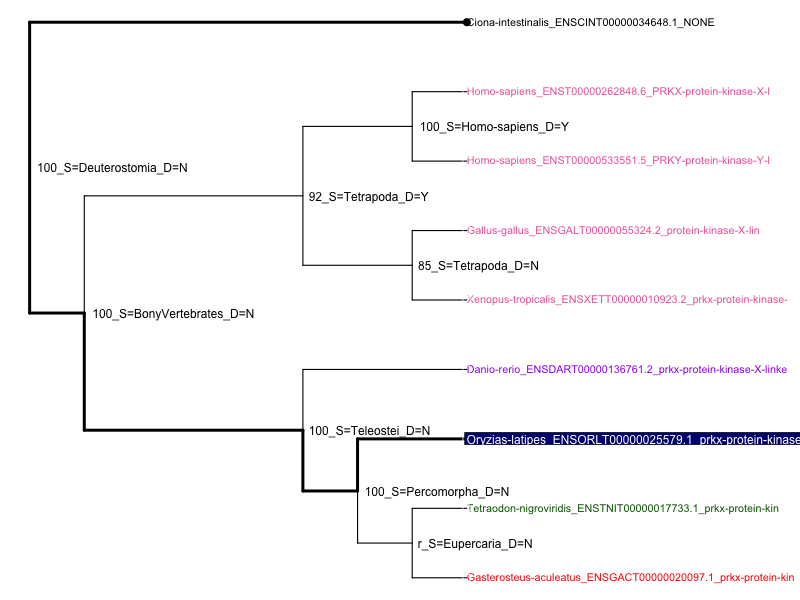 Ciona-intestinalis_ENSCINT00000034648.1_NONE
Homo-sapiens_ENST00000262848.6_PRKX-protein-kinase-X-l
100_S=Homo-sapiens_D=Y
Homo-sapiens_ENST00000533551.5_PRKY-protein-kinase-Y-l
100_S=Deuterostomia_D=N
92_S=Tetrapoda_D=Y
Gallus-gallus_ENSGALT00000055324.2_protein-kinase-X-lin
85_S=Tetrapoda_D=N
Xenopus-tropicalis_ENSXETT00000010923.2_prkx-protein-kinase-
100_S=BonyVertebrates_D=N
Danio-rerio_ENSDART00000136761.2_prkx-protein-kinase-X-linke
100_S=Teleostei_D=N
Oryzias-latipes_ENSORLT00000025579.1_prkx-protein-kinase
100_S=Percomorpha_D=N
Tetraodon-nigroviridis_ENSTNIT00000017733.1_prkx-protein-kin
r_S=Eupercaria_D=N
Gasterosteus-aculeatus_ENSGACT00000020097.1_prkx-protein-kin